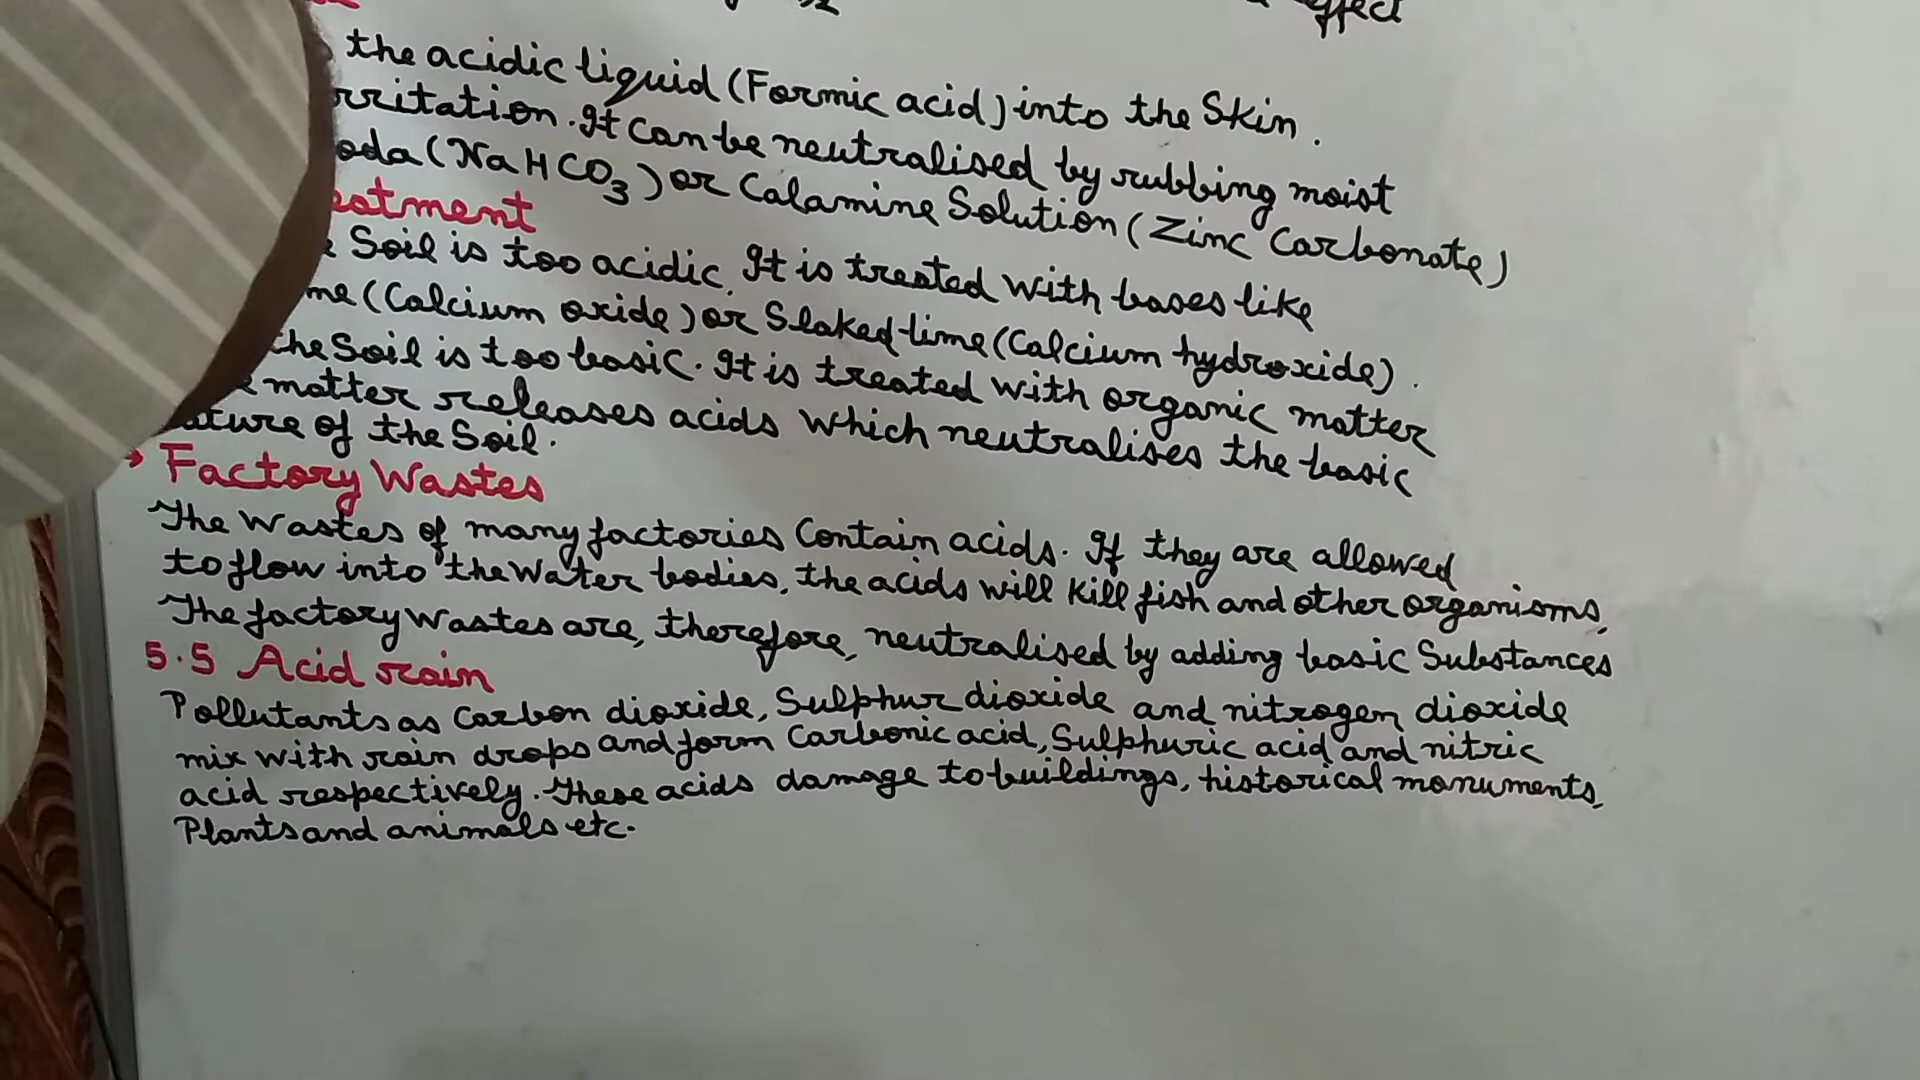 effect
the acidic liquid (Formic acid) into the Skin.
rritation. It can be neutralised by rubbing moist
oda (NaHCO3) or Calamine Solution (Zinc Carbonate)
eatment
Soil is too acidic, It is treated with bases like
me (Calcium oxide) or Slaked lime (Calcium hydroxide).
the Soil is too basic. It is treated with organic matter
matter releases acids which neutralises the basic
ature of the Soil.
→ Factory Wastes
The Wastes of many factories Contain acids. If they are allowed
to flow into the Water bodies, the acids will kill fish and other organisms,
The factory Wastes are, therefore, neutralised by adding basic Substances
5.5 Acid rain
Pollutants as Carbon dioxide, Sulphur dioxide and nitrogen dioxide
mix with rain drops and form Carbonic acid, Sulphuric acid and nitric
acid respectively. These acids damage to buildings, historical monuments,
Plants and animals etc.